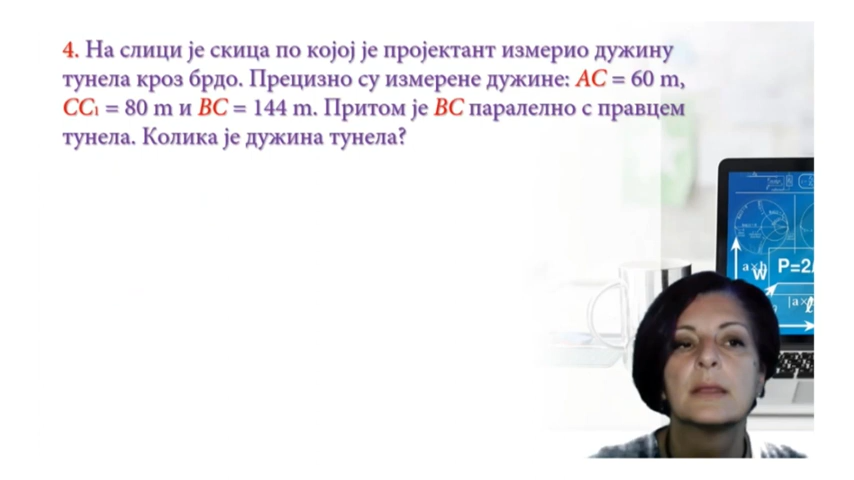 4. На слици је скица по којој је пројектант измерио дужину
тунела кроз брдо. Прецизно су измерене дужине: AC = 60 m,
CC₁ = 80 m и BC = 144 m. Притом је BC паралелно с правцем
тунела. Колика је дужина тунела?
P=2